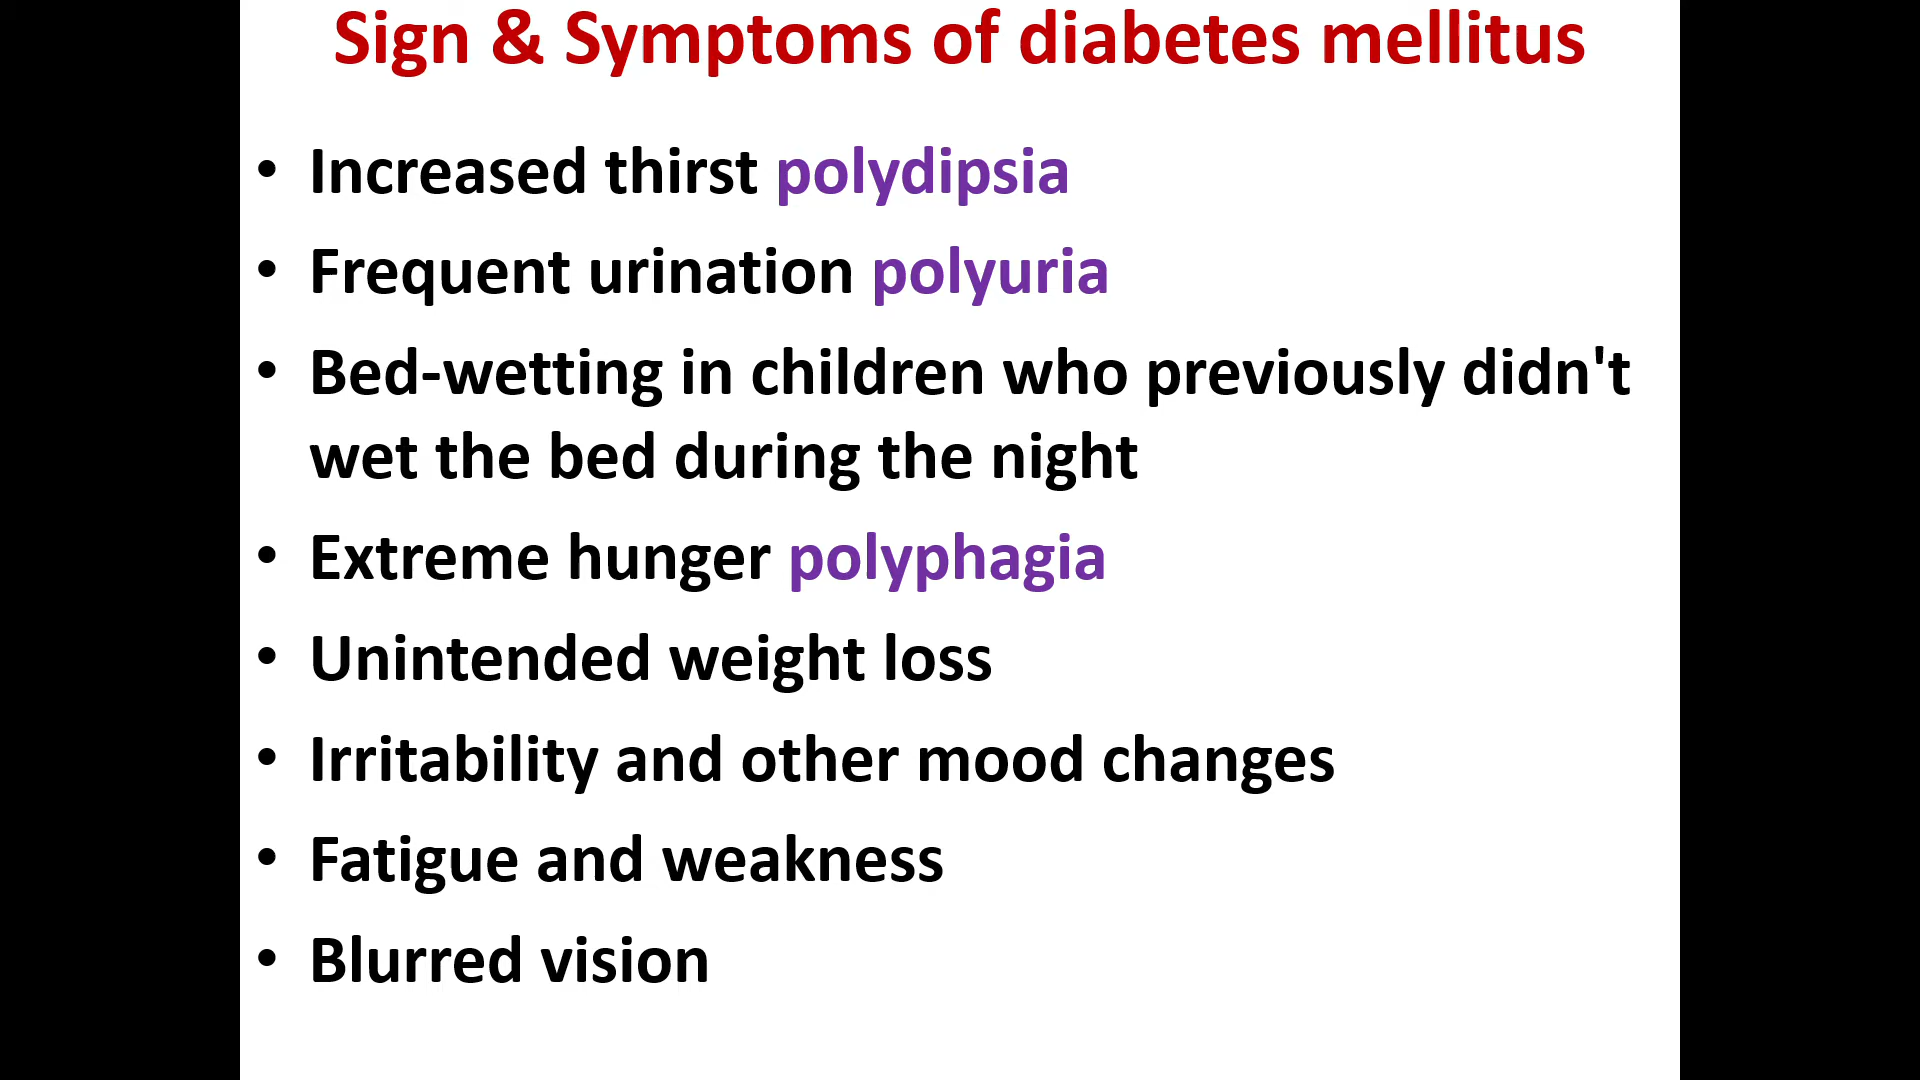 Sign & Symptoms of diabetes mellitus
• Increased thirst polydipsia
• Frequent urination polyuria
• Bed-wetting in children who previously didn't
wet the bed during the night
• Extreme hunger polyphagia
• Unintended weight loss
• Irritability and other mood changes
• Fatigue and weakness
• Blurred vision